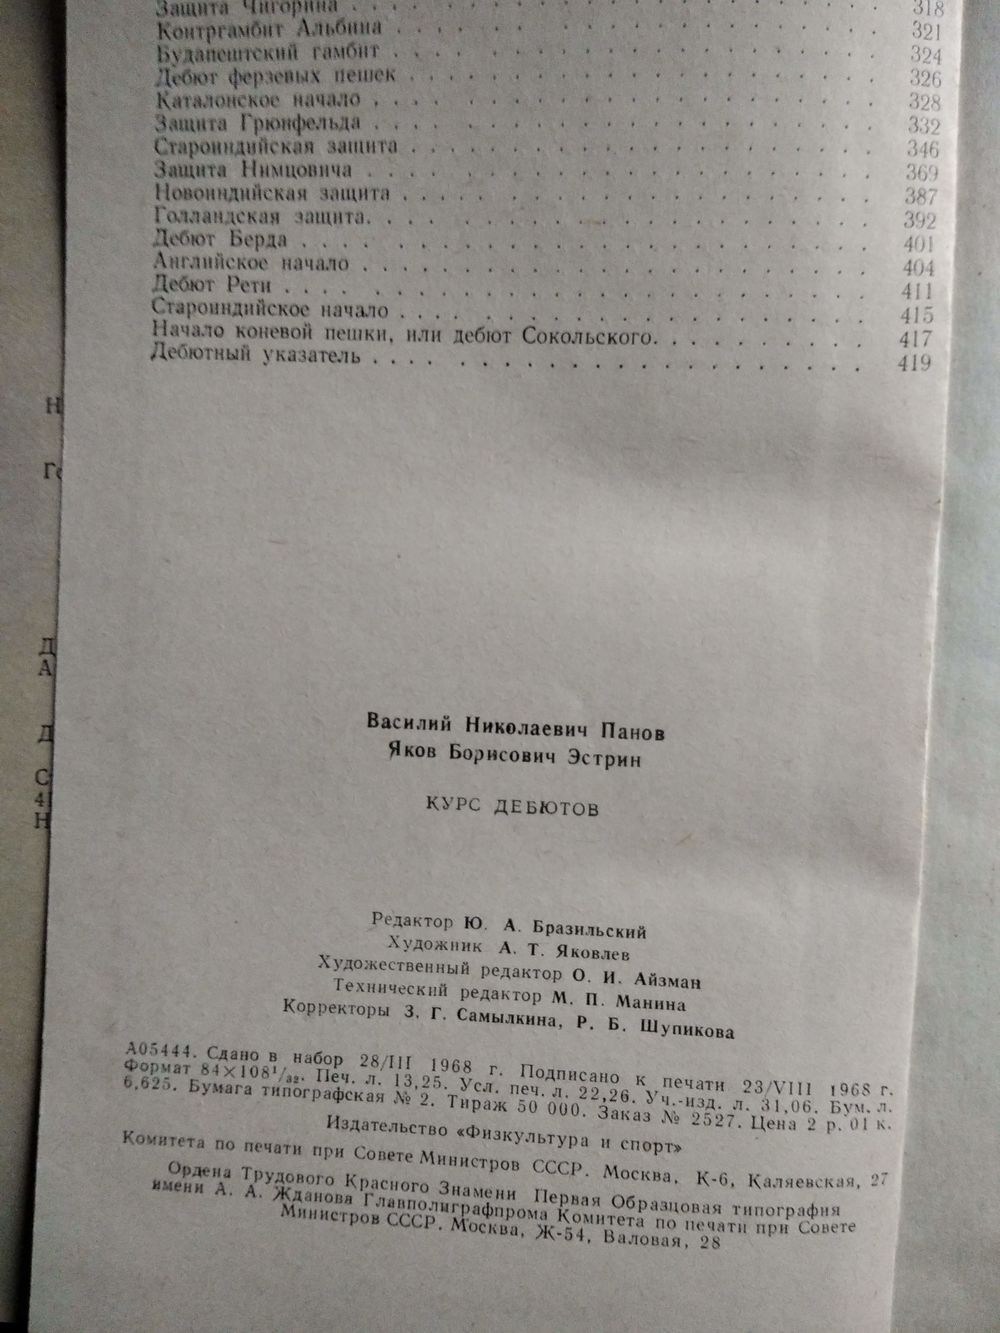 Защита Чигорина . . . . . . . . . . . . . . . . . . 318
Контргамбит Альбина . . . . . . . . . . . . . . . . . . 321
Будапештский гамбит . . . . . . . . . . . . . . . . . . 324
Дебют ферзевых пешек . . . . . . . . . . . . . . . . . . 326
Каталонское начало . . . . . . . . . . . . . . . . . . 328
Защита Грюнфельда . . . . . . . . . . . . . . . . . . 332
Староиндийская защита . . . . . . . . . . . . . . . . . . 346
Защита Нимцовича . . . . . . . . . . . . . . . . . . 369
Новоиндийская защита . . . . . . . . . . . . . . . . . . 387
Голландская защита. . . . . . . . . . . . . . . . . . 392
Дебют Берда . . . . . . . . . . . . . . . . . . 401
Английское начало . . . . . . . . . . . . . . . . . . 404
Дебют Рети . . . . . . . . . . . . . . . . . . 411
Староиндийское начало . . . . . . . . . . . . . . . . . . 415
Начало коневой пешки, или дебют Сокольского. . . . . . . . . . 417
Дебютный указатель . . . . . . . . . . . . . . . . . . 419
Василий Николаевич Панов
Яков Борисович Эстрин
КУРС ДЕБЮТОВ
Редактор Ю. А. Бразильский
Художник А. Т. Яковлев
Художественный редактор О. И. Айзман
Технический редактор М. П. Манина
Корректоры З. Г. Самылкина, Р. Б. Шупикова
А05444. Сдано в набор 28/III 1968 г. Подписано к печати 23/VIII 1968 г.
Формат 84×108¹/₃₂. Печ. л. 13,25. Усл. печ. л. 22,26. Уч.-изд. л. 31,06. Бум. л.
6,625. Бумага типографская № 2. Тираж 50 000. Заказ № 2527. Цена 2 р. 01 к.
Издательство «Физкультура и спорт»
Комитета по печати при Совете Министров СССР. Москва, К-6, Каляевская, 27
Ордена Трудового Красного Знамени Первая Образцовая типография
имени А. А. Жданова Главполиграфпрома Комитета по печати при Совете
Министров СССР. Москва, Ж-54, Валовая, 28